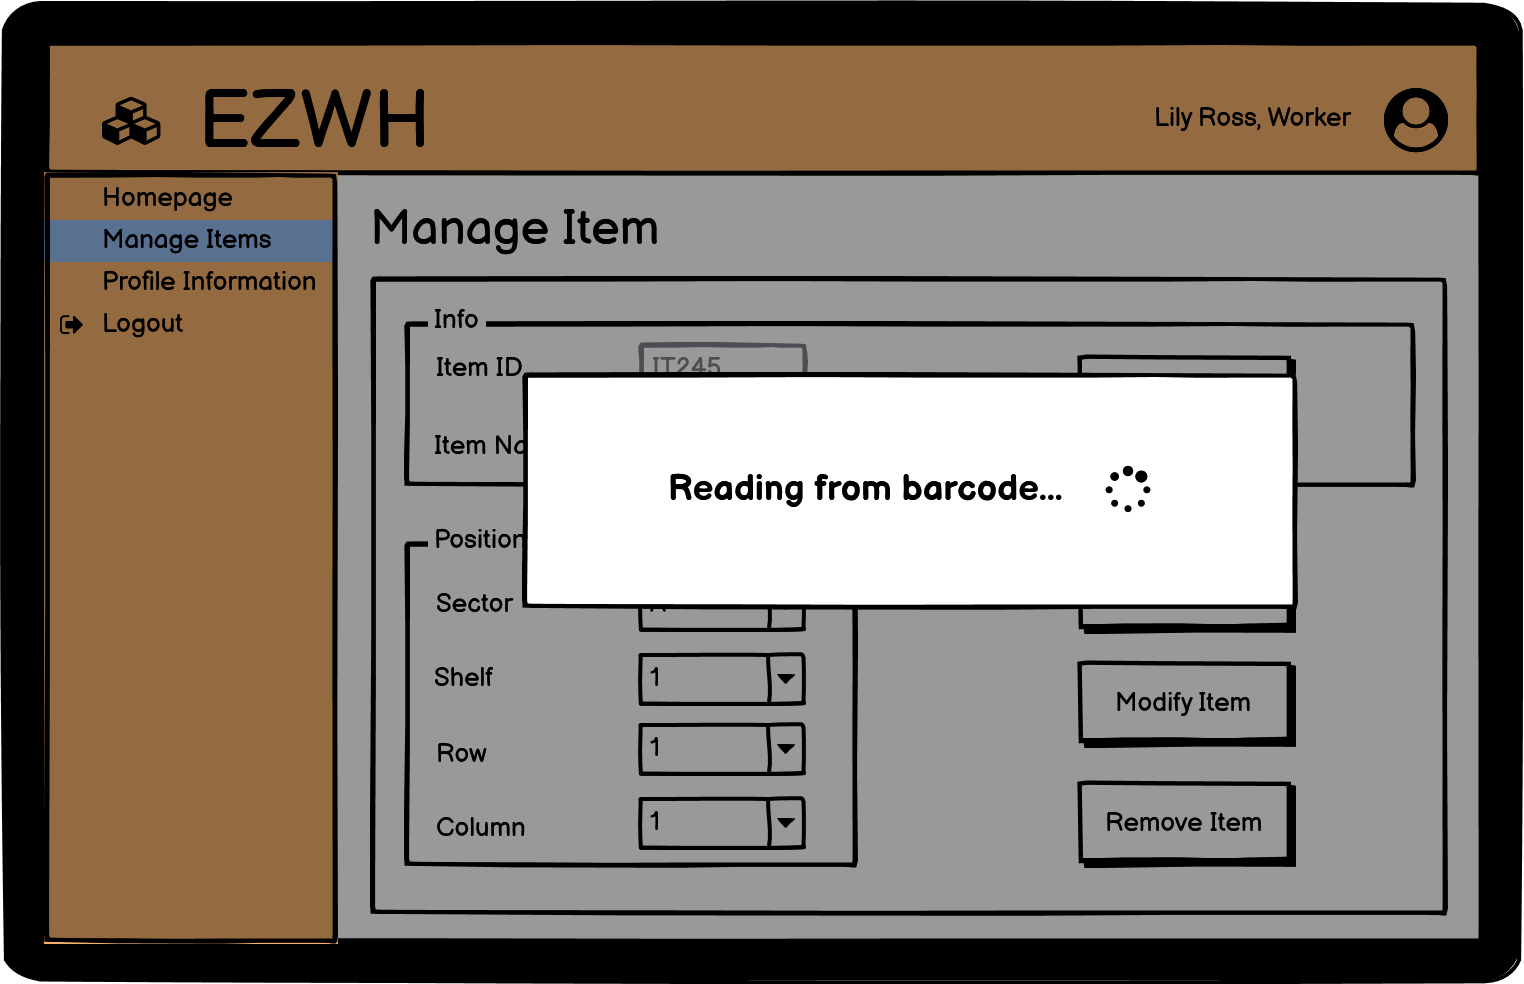 EZWH
Lily Ross, Worker
Homepage
Manage Items
Profile Information
Logout
Manage Item
Info
Item ID
IT245
Item
Reading from barcode...
Position
Sector
Shelf
1
Row
1
Column
1
Modify Item
Remove Item